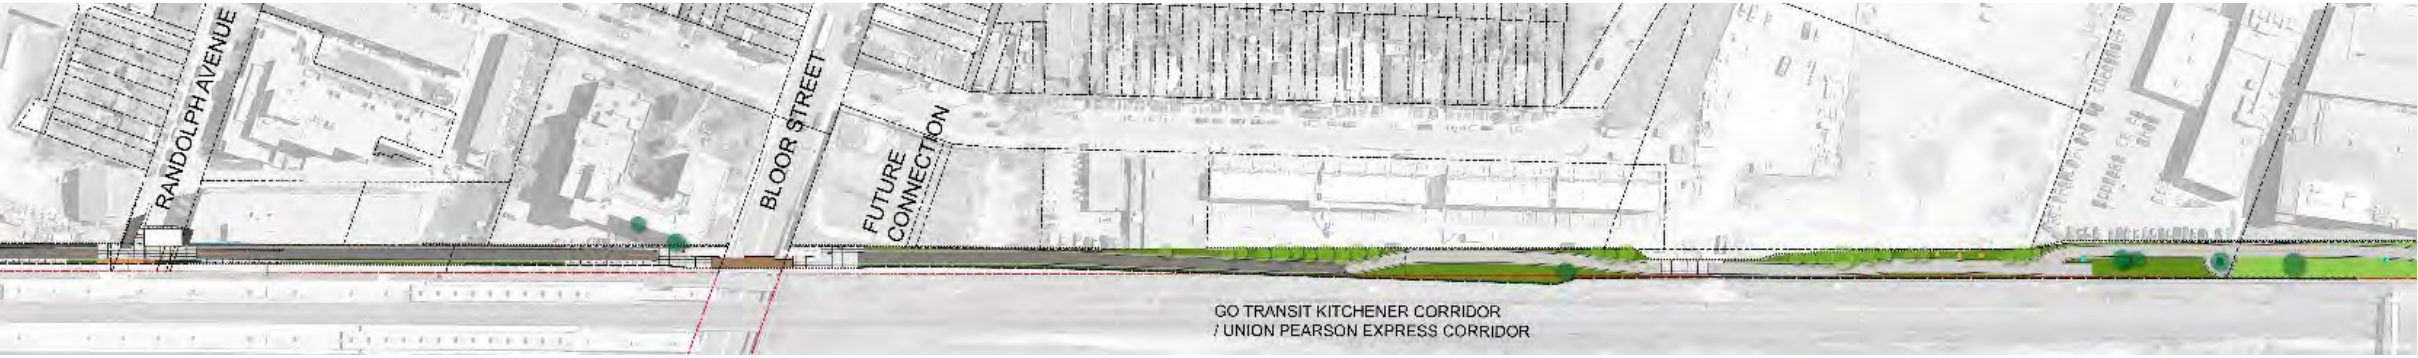 RANDOLPH AVENUE
BLOOR STREET
FUTURE
CONNECTION
GO TRANSIT KITCHENER CORRIDOR
/ UNION PEARSON EXPRESS CORRIDOR